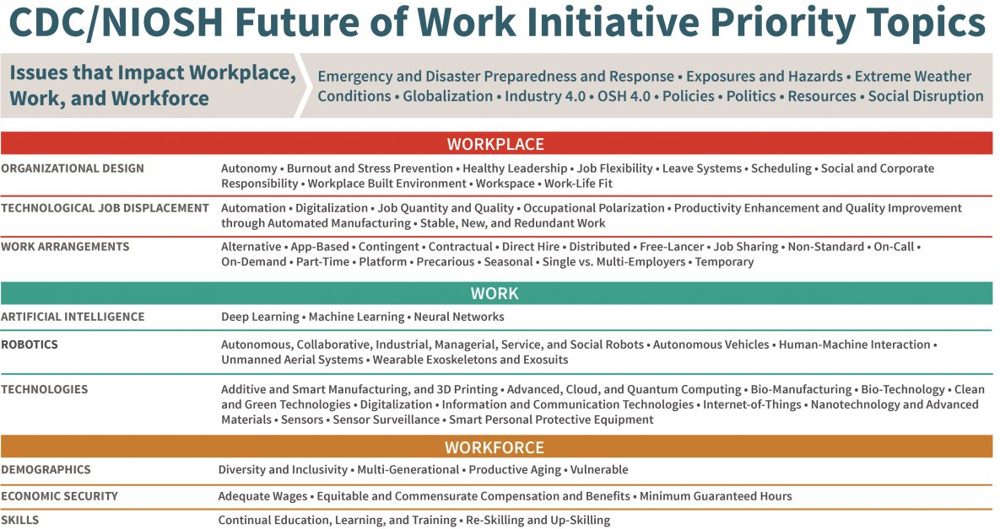 CDC/NIOSH Future of Work Initiative Priority Topics
Issues that Impact Workplace,
Work, and Workforce
Emergency and Disaster Preparedness and Response • Exposures and Hazards • Extreme Weather
Conditions • Globalization • Industry 4.0 • OSH 4.0 • Policies • Politics • Resources • Social Disruption
WORKPLACE
ORGANIZATIONAL DESIGN
Autonomy • Burnout and Stress Prevention • Healthy Leadership • Job Flexibility • Leave Systems • Scheduling • Social and Corporate
Responsibility • Workplace Built Environment • Workspace • Work-Life Fit
TECHNOLOGICAL JOB DISPLACEMENT
Automation • Digitalization • Job Quantity and Quality • Occupational Polarization • Productivity Enhancement and Quality Improvement
through Automated Manufacturing • Stable, New, and Redundant Work
WORK ARRANGEMENTS
Alternative • App-Based • Contingent • Contractual • Direct Hire • Distributed • Free-Lancer • Job Sharing • Non-Standard • On-Call •
On-Demand • Part-Time • Platform • Precarious • Seasonal • Single vs. Multi-Employers • Temporary
WORK
ARTIFICIAL INTELLIGENCE
Deep Learning • Machine Learning • Neural Networks
ROBOTICS
Autonomous, Collaborative, Industrial, Managerial, Service, and Social Robots • Autonomous Vehicles • Human-Machine Interaction •
Unmanned Aerial Systems • Wearable Exoskeletons and Exosuits
TECHNOLOGIES
Additive and Smart Manufacturing, and 3D Printing • Advanced, Cloud, and Quantum Computing • Bio-Manufacturing • Bio-Technology • Clean
and Green Technologies • Digitalization • Information and Communication Technologies • Internet-of-Things • Nanotechnology and Advanced
Materials • Sensors • Sensor Surveillance • Smart Personal Protective Equipment
WORKFORCE
DEMOGRAPHICS
Diversity and Inclusivity • Multi-Generational • Productive Aging • Vulnerable
ECONOMIC SECURITY
Adequate Wages • Equitable and Commensurate Compensation and Benefits • Minimum Guaranteed Hours
SKILLS
Continual Education, Learning, and Training • Re-Skilling and Up-Skilling